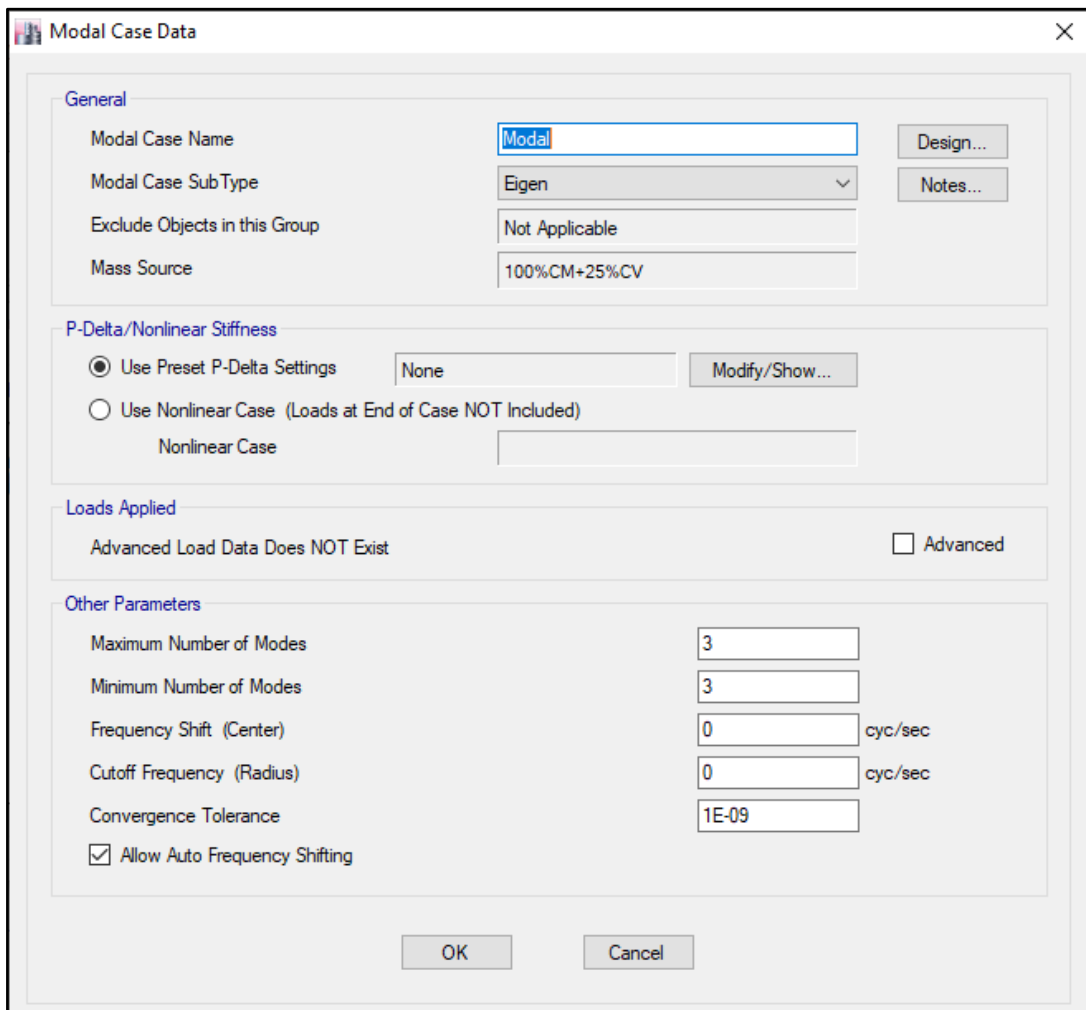 Modal Case Data
General
Modal Case Name Modal Design...
Modal Case SubType Eigen Notes...
Exclude Objects in this Group Not Applicable
Mass Source 100%CM+25%CV
P-Delta/Nonlinear Stiffness
Use Preset P-Delta Settings None Modify/Show...
Use Nonlinear Case (Loads at End of Case NOT Included)
Nonlinear Case
Loads Applied
Advanced Load Data Does NOT Exist Advanced
Other Parameters
Maximum Number of Modes 3
Minimum Number of Modes 3
Frequency Shift (Center) 0 cyc/sec
Cutoff Frequency (Radius) 0 cyc/sec
Convergence Tolerance 1E-09
Allow Auto Frequency Shifting
OK Cancel